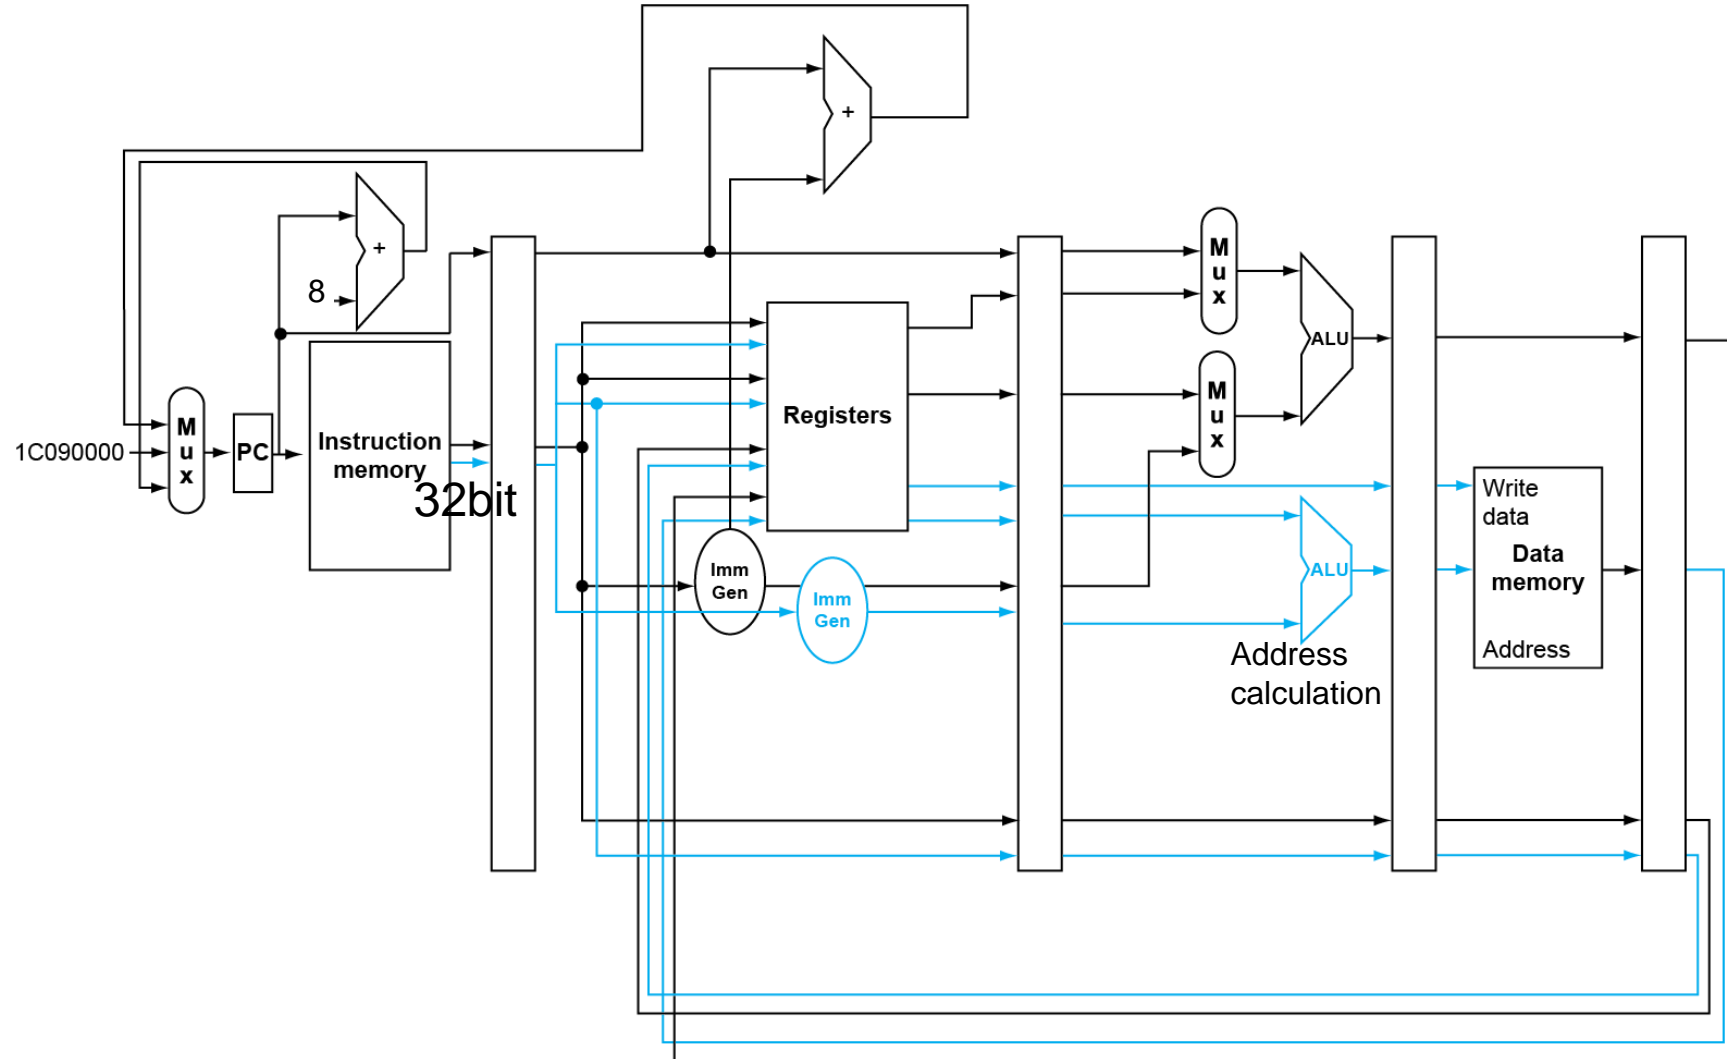 +
+
8
M
u
x
M
u
x
ALU
M
u
x
Registers
1C090000
M
u
x
PC
Instruction
memory
32bit
Imm
Gen
Imm
Gen
ALU
Address
calculation
Write
data
Data
memory
Address